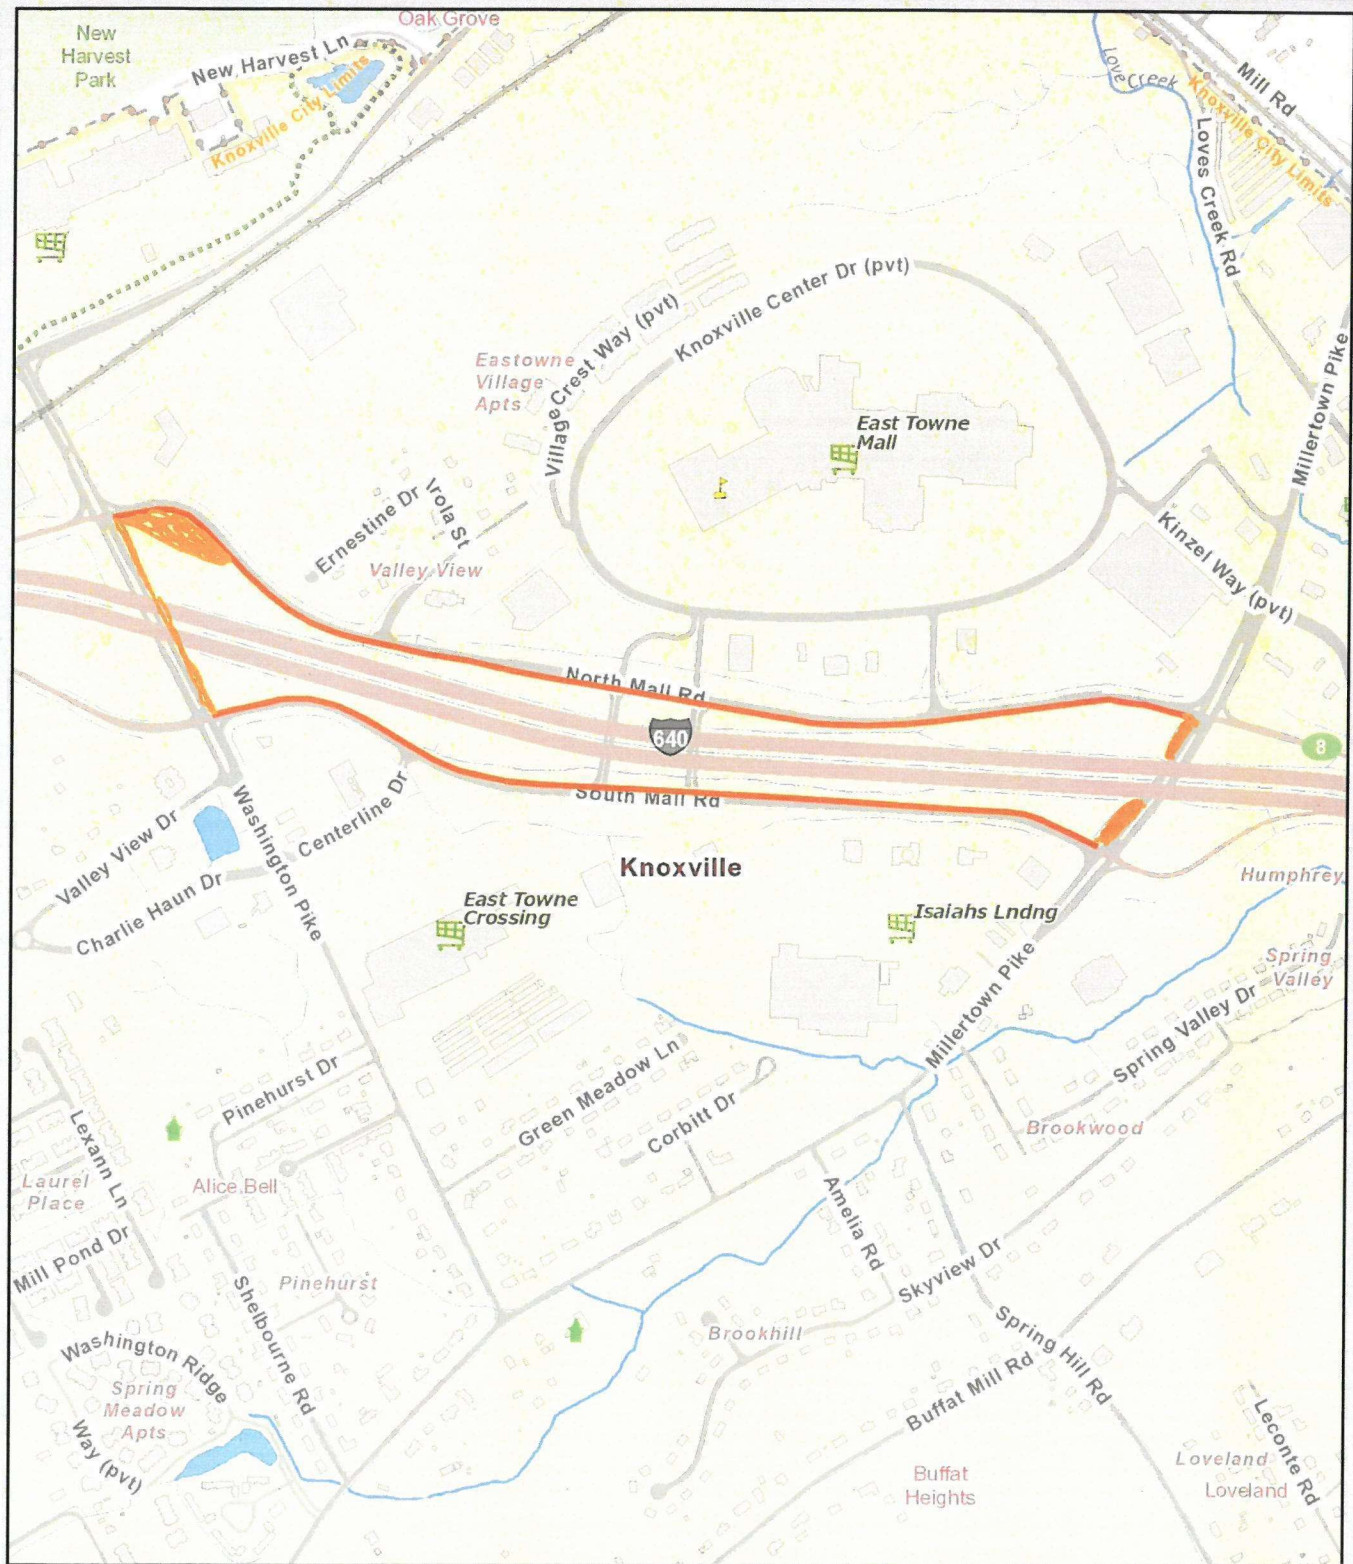 Oak Grove
New
Harvest
Park
New Harvest Ln
Knoxville City Limits
Love Creek
Mill Rd
Knoxville City Limits
Loves Creek Rd
Knoxville Center Dr (pvt)
Village Crest Way (pvt)
Eastowne
Village
Apts
Millertown Pike
East Towne
Mall
Ernestine Dr
Irola St
Valley View
Kinzel Way (pvt)
North Mall Rd
640
8
South Mall Rd
Washington Pike
Centerline Dr
Valley View Dr
Charlie Haun Dr
Knoxville
Humphrey
East Towne
Crossing
Isaiahs Lndng
Spring
Valley
Millertown Pike
Spring Valley Dr
Pinehurst Dr
Green Meadow Ln
Corbitt Dr
Brookwood
Lexann Ln
Laurel
Place
Alice Bell
Amelia Rd
Mill Pond Dr
Skyview Dr
Pinehurst
Shelbourne Rd
Brookhill
Spring Hill Rd
Washington Ridge
Way (pvt)
Spring
Meadow
Apts
Buffat Mill Rd
Leconte Rd
Loveland
Loveland
Buffat
Heights